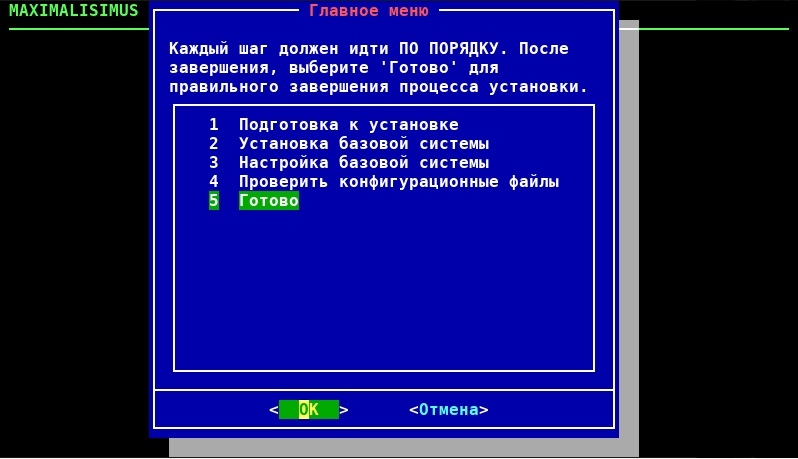 MAXIMALISIMUS
Главное меню
Каждый шаг должен идти ПО ПОРЯДКУ. После
завершения, выберите 'Готово' для
правильного завершения процесса установки.
1 Подготовка к установке
2 Установка базовой системы
3 Настройка базовой системы
4 Проверить конфигурационные файлы
5 Готово
< OK > <Отмена>